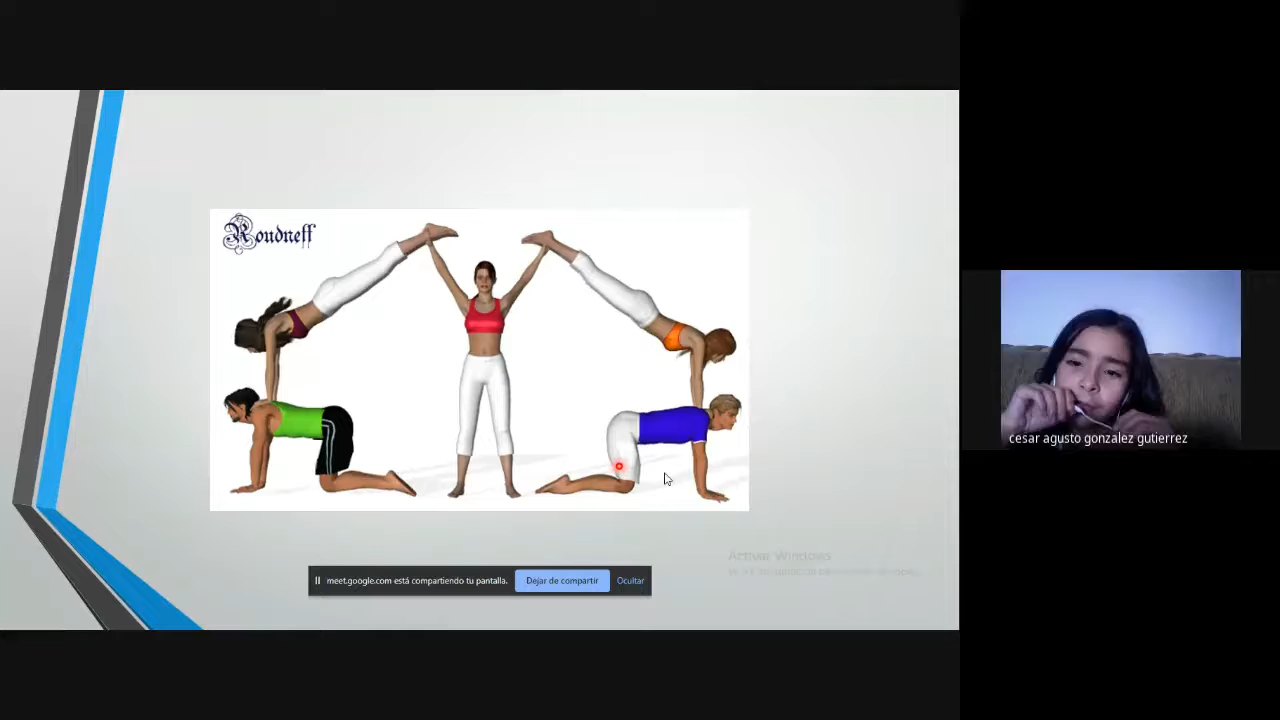 Roudneff
Activar Windows
meet.google.com está compartiendo tu pantalla. Dejar de compartir Ocultar
cesar agusto gonzalez gutierrez